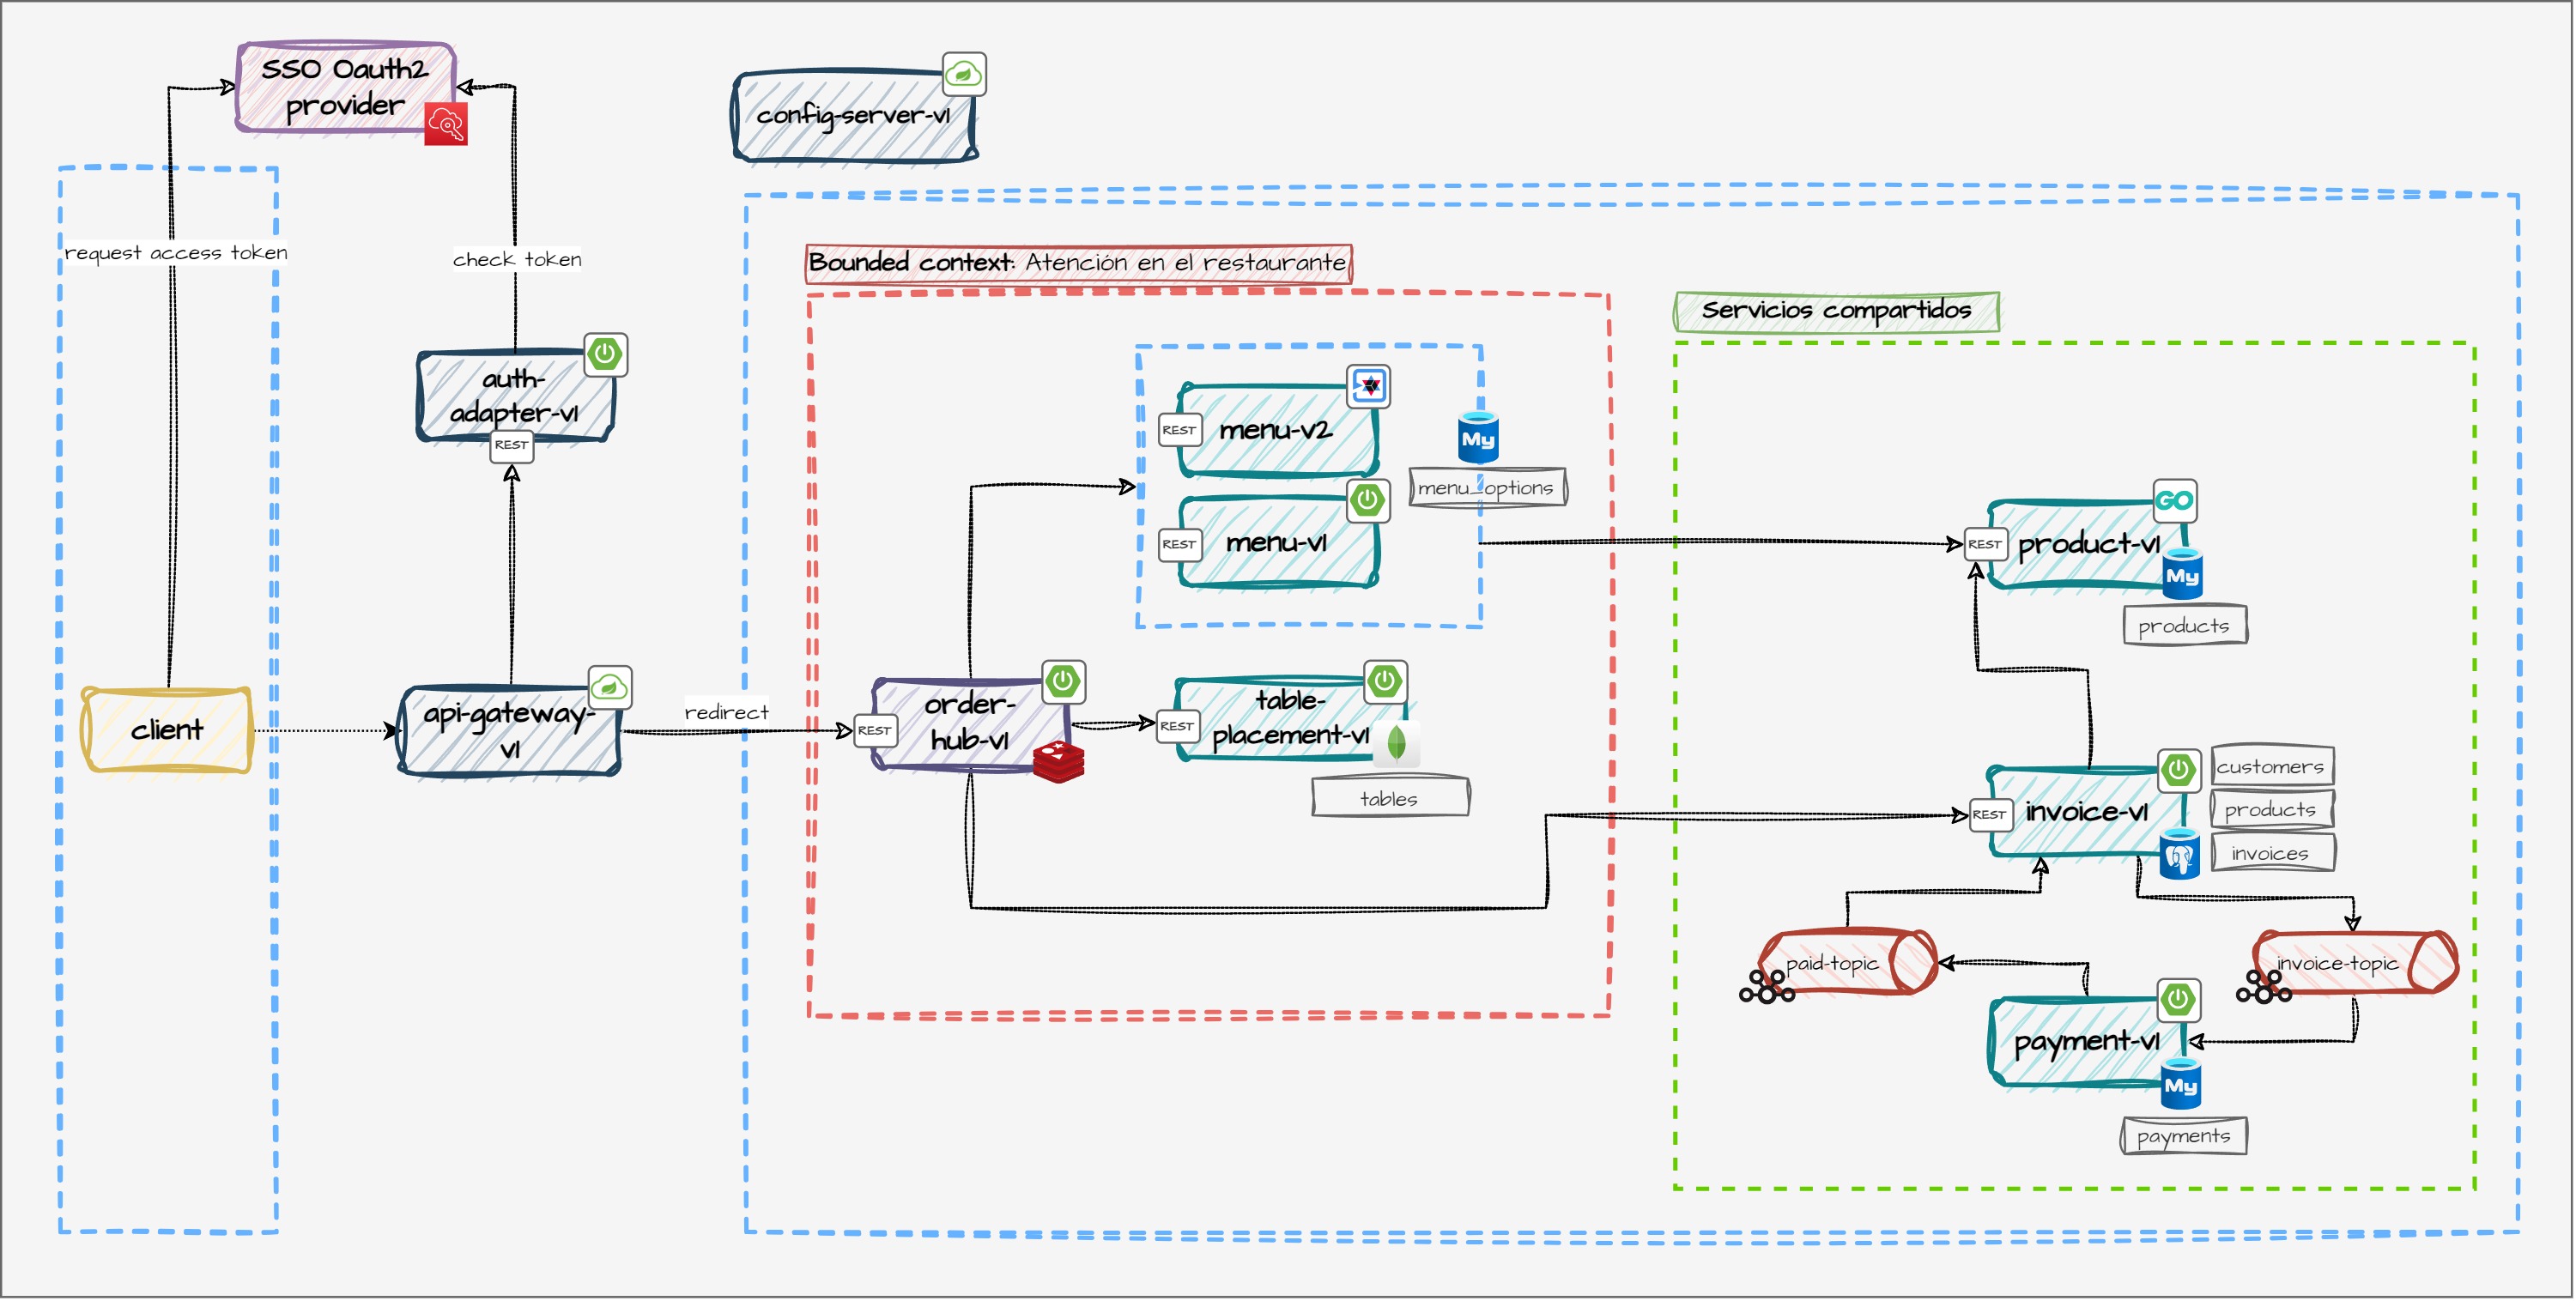 SSO Oauth2
provider
config-server-v1
request access token
check token
auth-
adapter-v1
REST
client
api-gateway-
v1
redirect
Bounded context: Atención en el restaurante
REST
menu-v2
My
menu_options
REST
menu-v1
REST
order-
hub-v1
REST
table-
placement-v1
tables
Servicios compartidos
GO
REST
product-v1
My
products
REST
invoice-v1
customers
products
invoices
paid-topic
invoice-topic
payment-v1
My
payments